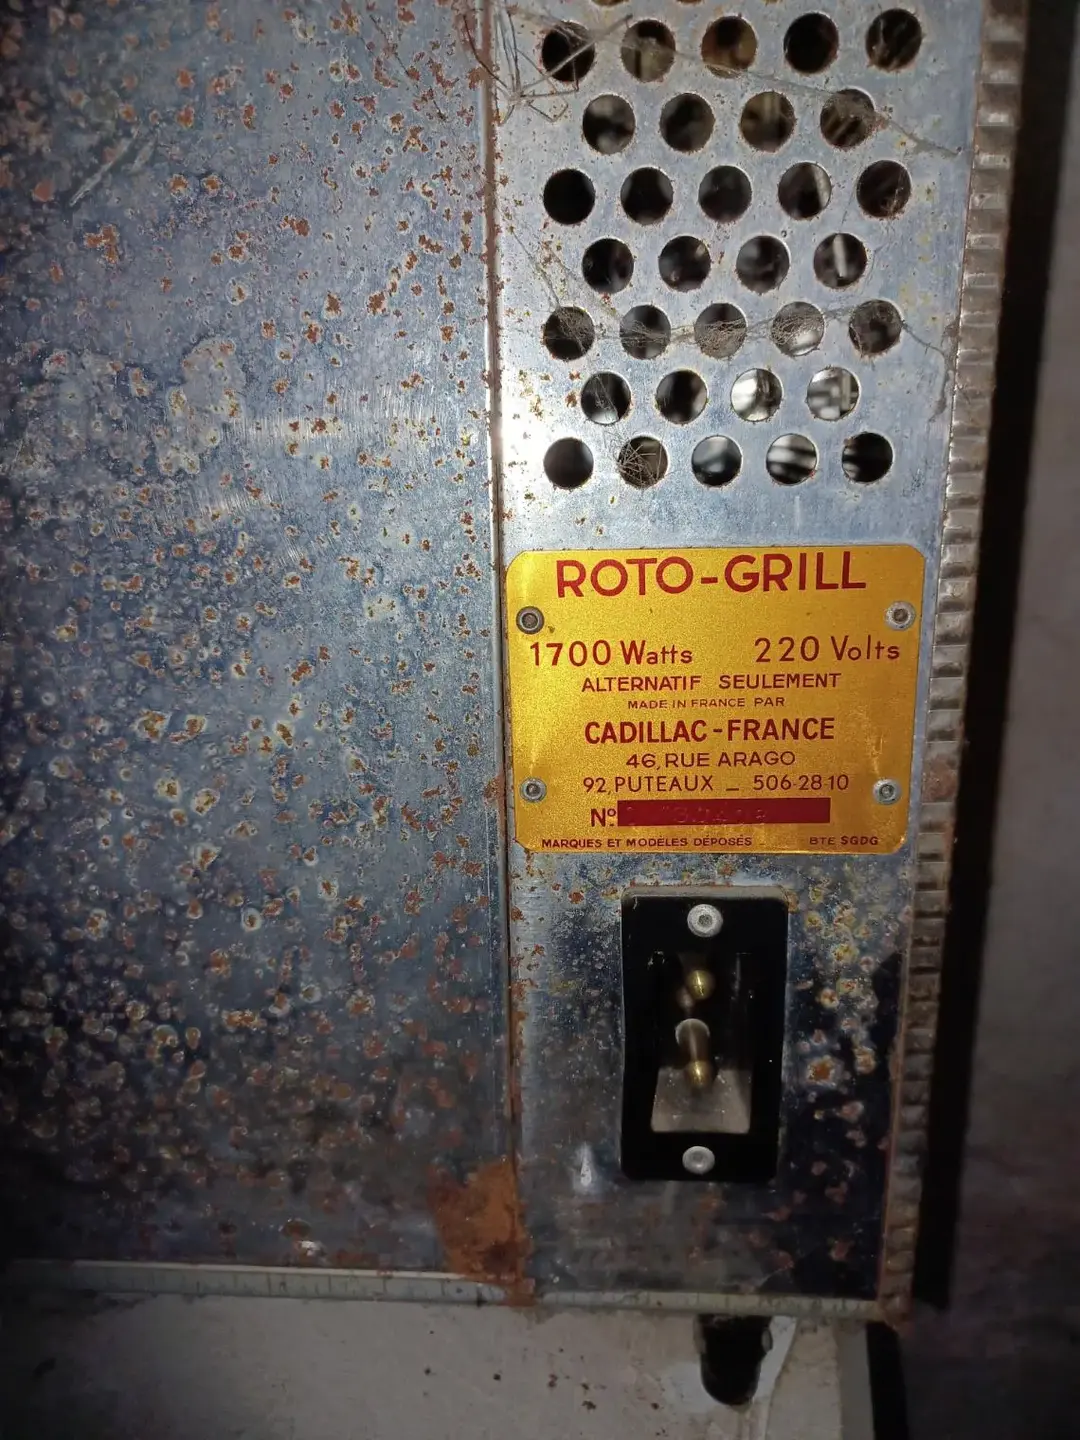 ROTO-GRILL
1700 Watts 220 Volts
ALTERNATIF SEULEMENT
MADE IN FRANCE PAR
CADILLAC-FRANCE
46, RUE ARAGO
92, PUTEAUX _ 506-28-10
N°
MARQUES ET MODELES DÉPOSÉS _ BTE SGDG